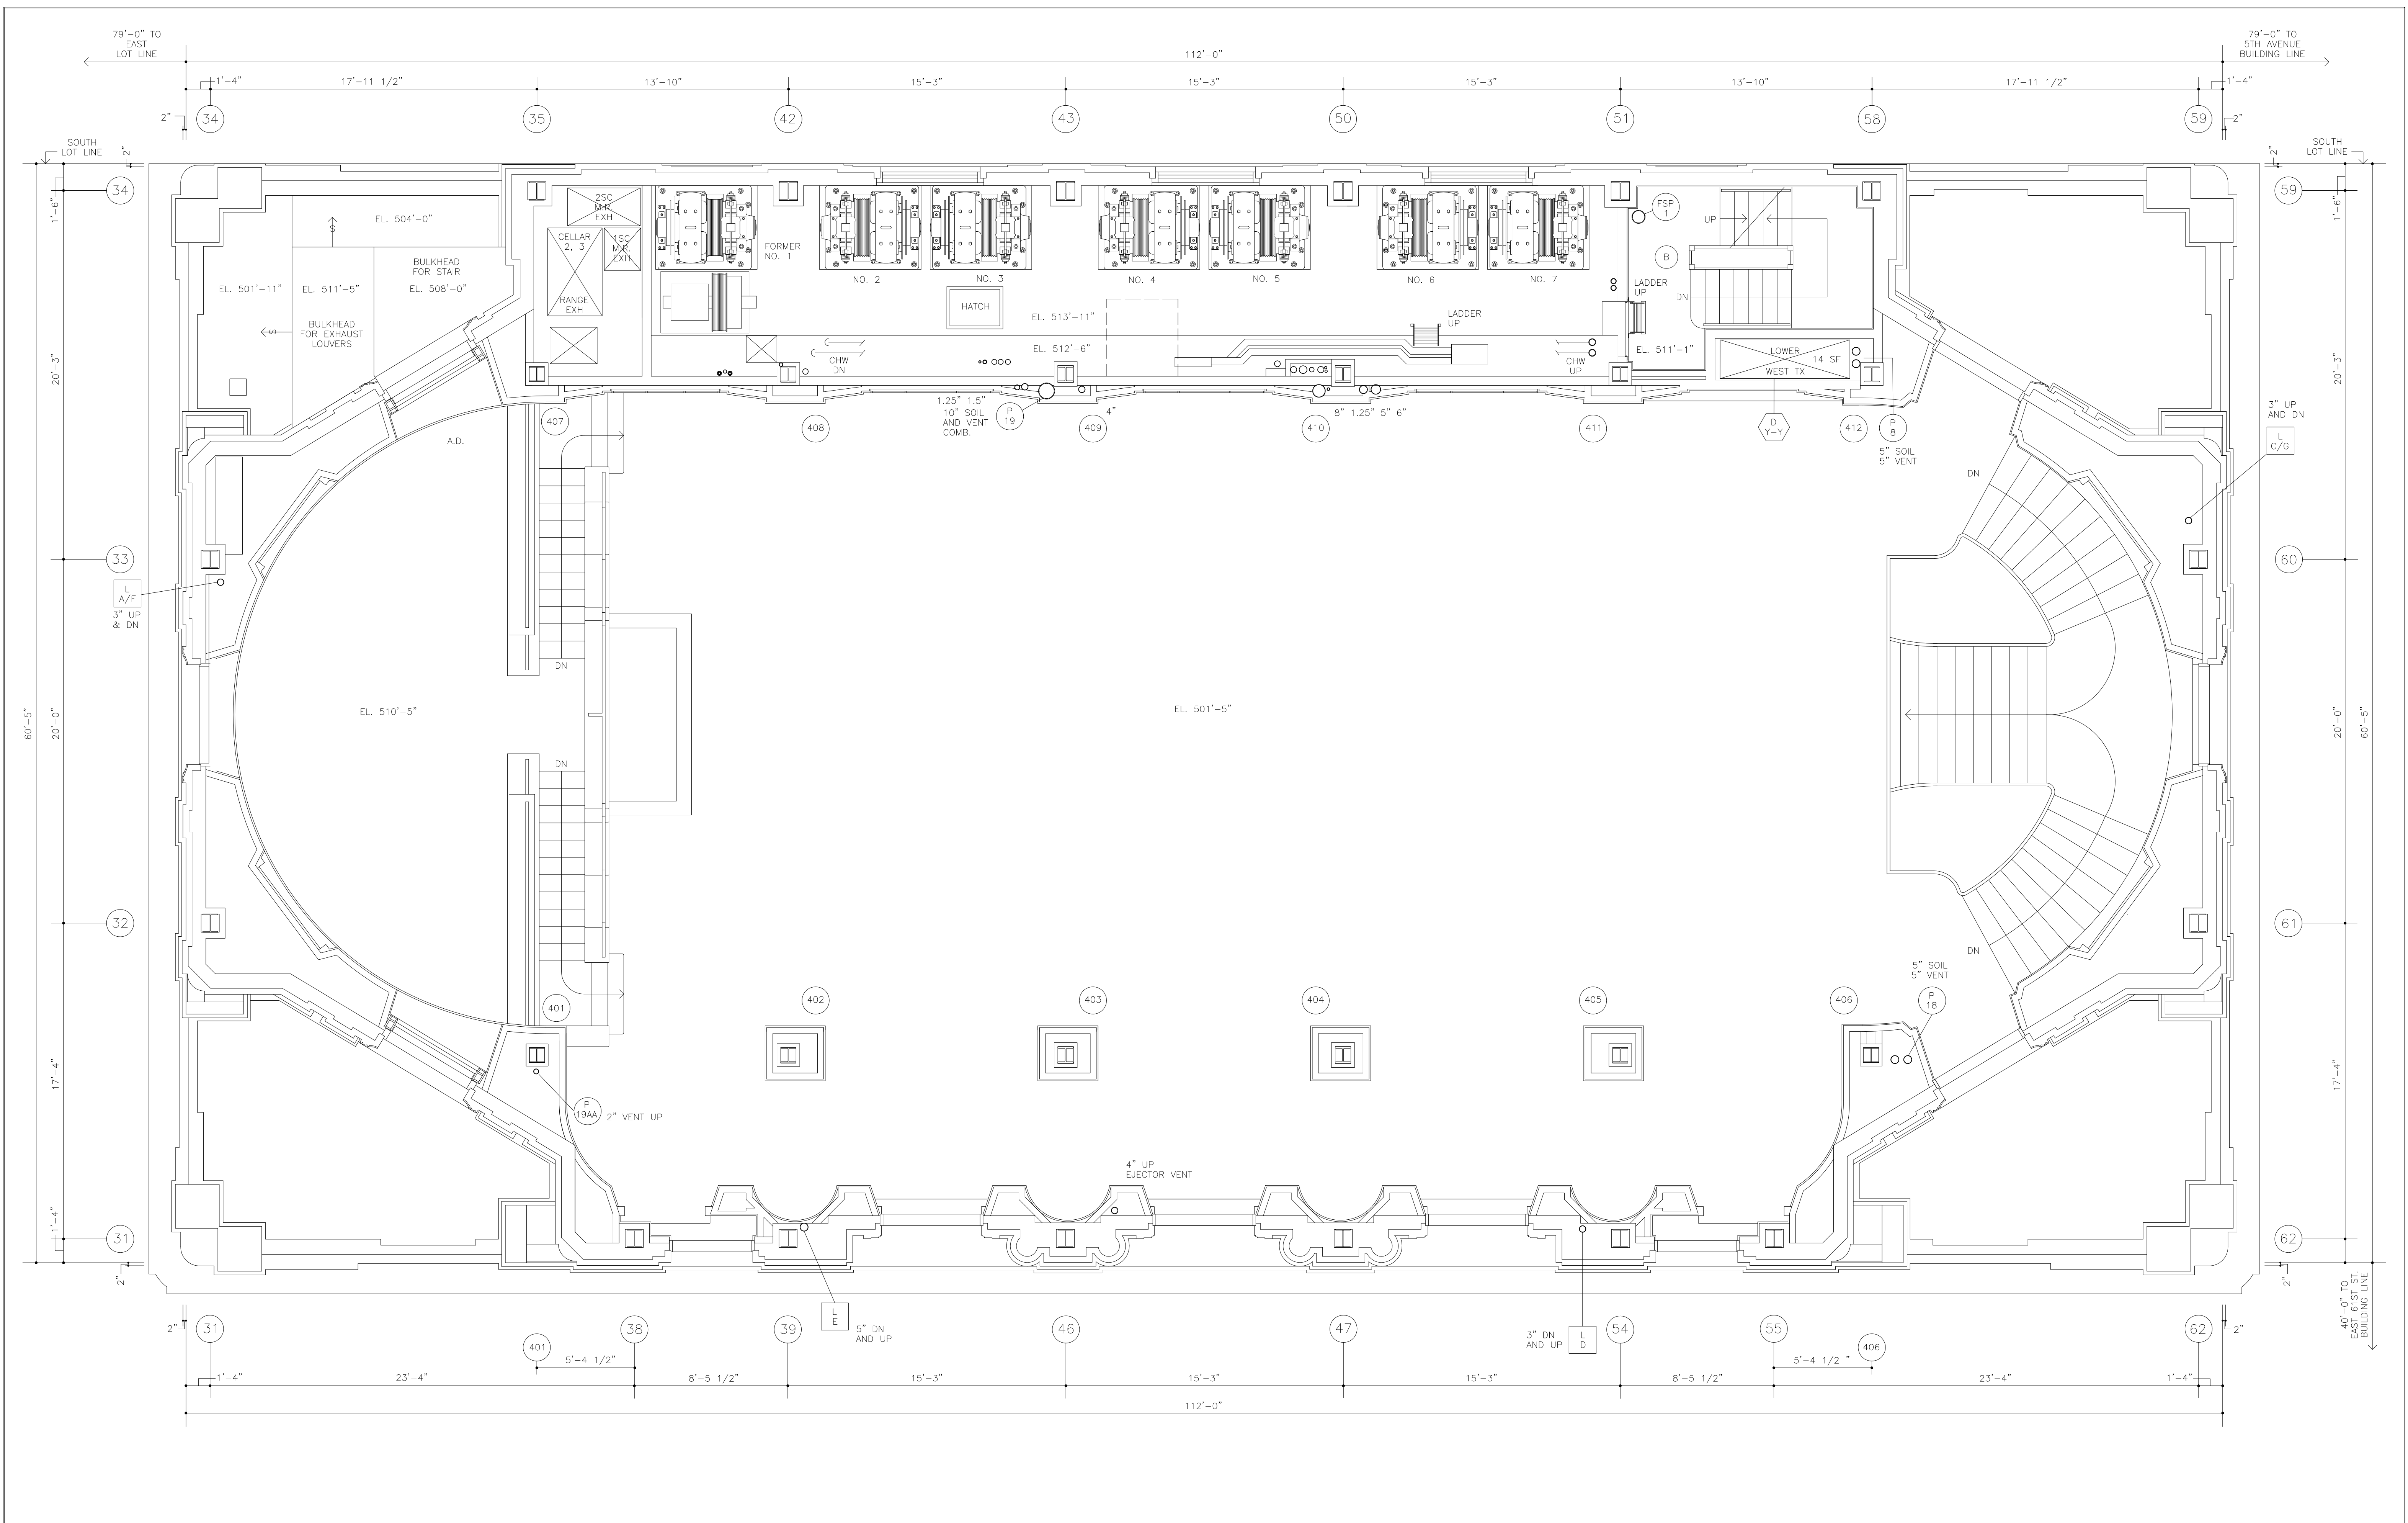 79'-0" TO
EAST
LOT LINE
112'-0"
79'-0" TO
5TH AVENUE
BUILDING LINE
1'-4"
17'-11 1/2"
13'-10"
15'-3"
15'-3"
15'-3"
13'-10"
17'-11 1/2"
1'-4"
2"
34
35
42
43
50
51
58
59
2"
SOUTH
LOT LINE
2"
2"
SOUTH
LOT LINE
34
1'-6"
59
1'-6"
EL. 504'-0"
S
2SC
M.R.
EXH
CELLAR
2, 3
1SC
M.R.
EXH
RANGE
EXH
BULKHEAD
FOR STAIR
EL. 501'-11"
EL. 511'-5"
EL. 508'-0"
BULKHEAD
FOR EXHAUST
LOUVERS
S
FORMER
NO. 1
NO. 2
NO. 3
NO. 4
NO. 5
NO. 6
NO. 7
HATCH
EL. 513'-11"
EL. 512'-6"
CHW
DN
LADDER
UP
CHW
UP
FSP
1
B
UP
DN
LADDER
UP
EL. 511'-1"
LOWER
14 SF
WEST TX
1.25" 1.5"
10" SOIL
AND VENT
COMB.
P
19
4"
8" 1.25" 5" 6"
407
408
409
410
411
412
D
Y-Y
P
8
5" SOIL
5" VENT
A.D.
3" UP
AND DN
L
C/G
20'-3"
20'-3"
33
L
A/F
3" UP
& DN
60
DN
DN
DN
DN
EL. 510'-5"
EL. 501'-5"
60'-5"
20'-0"
20'-0"
60'-5"
32
61
401
402
403
404
405
406
5" SOIL
5" VENT
P
18
P
19AA
2" VENT UP
17'-4"
17'-4"
4" UP
EJECTOR VENT
1'-4"
31
62
1'-4"
2"
2"
40'-0" TO
EAST 61ST ST.
BUILDING LINE
2"
31
401
38
39
L
E
5" DN
AND UP
46
47
3" DN
AND UP
L
D
54
55
406
62
2"
5'-4 1/2"
5'-4 1/2 "
1'-4"
23'-4"
8'-5 1/2"
15'-3"
15'-3"
15'-3"
8'-5 1/2"
23'-4"
1'-4"
112'-0"